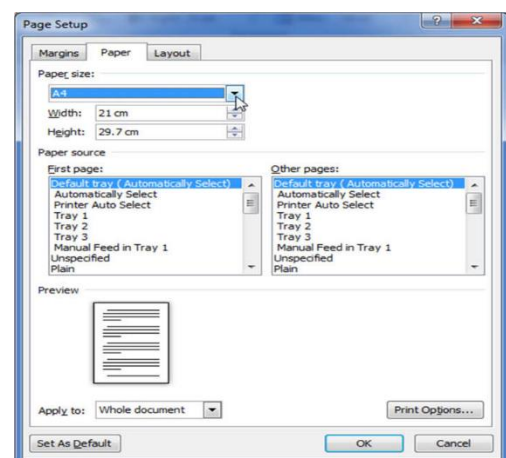 Page Setup
Margins Paper Layout
Paper size:
A4
Width: 21 cm
Height: 29.7 cm
Paper source
First page:
Default tray (Automatically Select)
Automatically Select
Printer Auto Select
Tray 1
Tray 2
Tray 3
Manual Feed in Tray 1
Unspecified
Plain
Other pages:
Default tray (Automatically Select)
Automatically Select
Printer Auto Select
Tray 1
Tray 2
Tray 3
Manual Feed in Tray 1
Unspecified
Plain
Preview
Apply to: Whole document
Print Options...
Set As Default OK Cancel